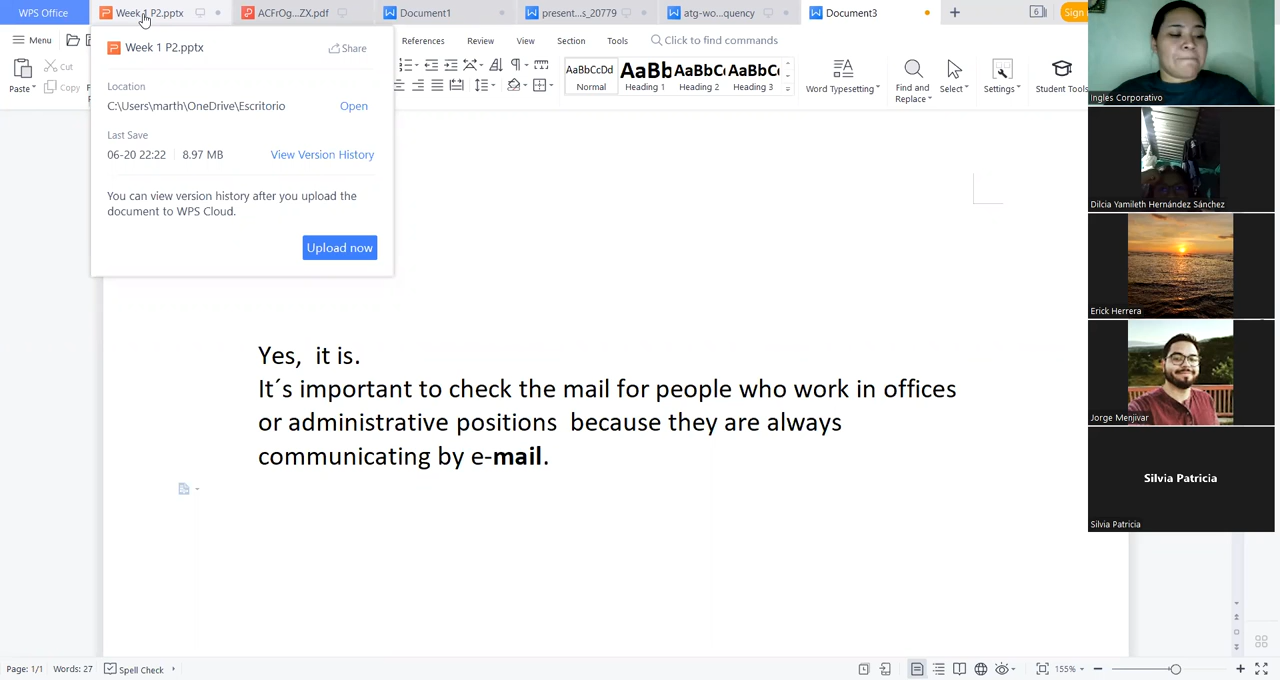 WPS Office
Week 1 P2.pptx
ACFrOg...ZX.pdf
Document1
present...s_20779
atg-wo...quency
Document3
6
Sign
Menu
References
Review
View
Section
Tools
Click to find commands
Paste
Cut
Copy
AaBbCcDd
Normal
Heading 1
Heading 2
Heading 3
Word Typesetting
Find and
Replace
Select
Settings
Student Tools
Week 1 P2.pptx
Share
Location
C:\Users\marth\OneDrive\Escritorio
Open
Last Save
06-20 22:22
8.97 MB
View Version History
You can view version history after you upload the
document to WPS Cloud.
Upload now
Yes,  it is.
It´s important to check the mail for people who work in offices
or administrative positions  because they are always
communicating by e-mail.
Ingles Corporativo
Dilcia Yamileth Hernández Sánchez
Erick Herrera
Jorge Menjivar
Silvia Patricia
Silvia Patricia
Page: 1/1
Words: 27
Spell Check
155%